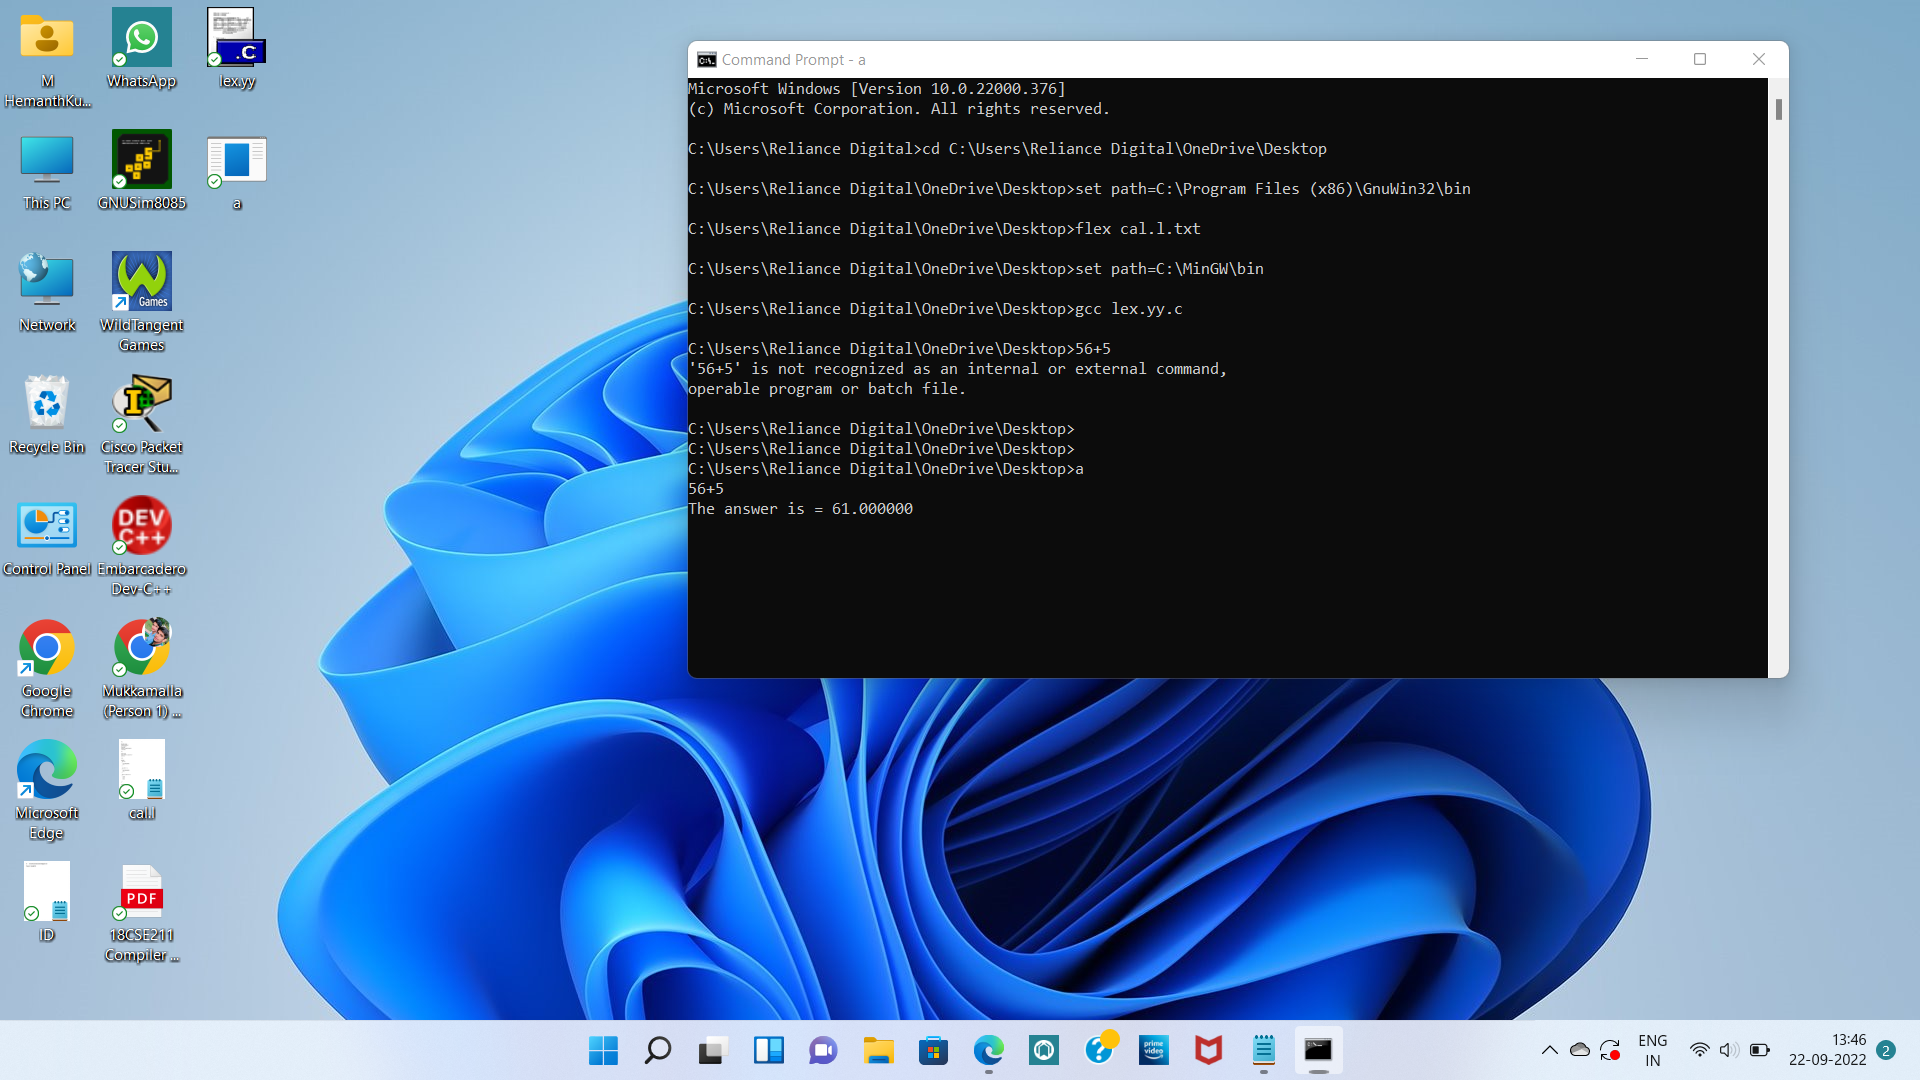 M
HemanthKu...
WhatsApp
.C
lex.yy
This PC
GNUSim8085
a
Network
Games
WildTangent
Games
Recycle Bin
Cisco Packet
Tracer Stu...
Control Panel
DEV
C++
Embarcadero
Dev-C++
Google
Chrome
Mukkamalla
(Person 1) ...
Microsoft
Edge
cal.l
ID
PDF
18CSE211
Compiler ...
Command Prompt - a
Microsoft Windows [Version 10.0.22000.376]
(c) Microsoft Corporation. All rights reserved.
C:\Users\Reliance Digital>cd C:\Users\Reliance Digital\OneDrive\Desktop
C:\Users\Reliance Digital\OneDrive\Desktop>set path=C:\Program Files (x86)\GnuWin32\bin
C:\Users\Reliance Digital\OneDrive\Desktop>flex cal.l.txt
C:\Users\Reliance Digital\OneDrive\Desktop>set path=C:\MinGW\bin
C:\Users\Reliance Digital\OneDrive\Desktop>gcc lex.yy.c
C:\Users\Reliance Digital\OneDrive\Desktop>56+5
'56+5' is not recognized as an internal or external command,
operable program or batch file.
C:\Users\Reliance Digital\OneDrive\Desktop>
C:\Users\Reliance Digital\OneDrive\Desktop>
C:\Users\Reliance Digital\OneDrive\Desktop>a
56+5
The answer is = 61.000000
prime
video
ENG
IN
13:46
22-09-2022
2